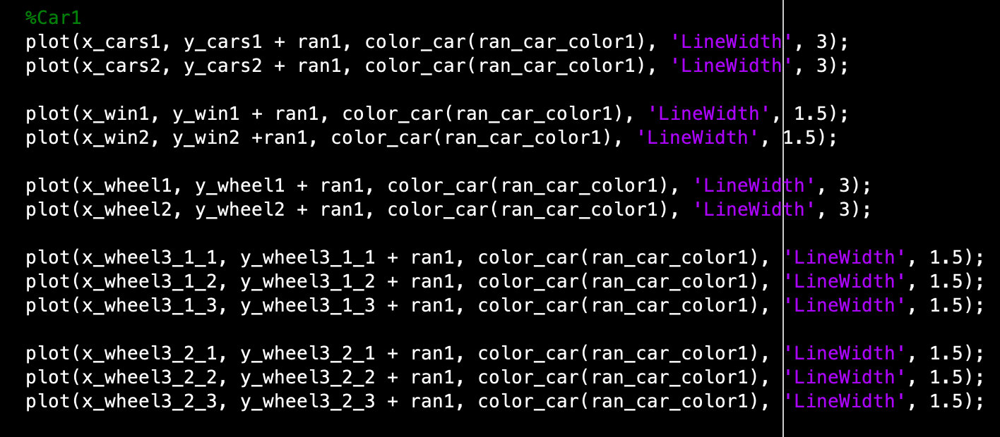 %Car1
plot(x_cars1, y_cars1 + ran1, color_car(ran_car_color1), 'LineWidth', 3);
plot(x_cars2, y_cars2 + ran1, color_car(ran_car_color1), 'LineWidth', 3);
plot(x_win1, y_win1 + ran1, color_car(ran_car_color1), 'LineWidth', 1.5);
plot(x_win2, y_win2 +ran1, color_car(ran_car_color1), 'LineWidth', 1.5);
plot(x_wheel1, y_wheel1 + ran1, color_car(ran_car_color1), 'LineWidth', 3);
plot(x_wheel2, y_wheel2 + ran1, color_car(ran_car_color1), 'LineWidth', 3);
plot(x_wheel3_1_1, y_wheel3_1_1 + ran1, color_car(ran_car_color1), 'LineWidth', 1.5);
plot(x_wheel3_1_2, y_wheel3_1_2 + ran1, color_car(ran_car_color1), 'LineWidth', 1.5);
plot(x_wheel3_1_3, y_wheel3_1_3 + ran1, color_car(ran_car_color1), 'LineWidth', 1.5);
plot(x_wheel3_2_1, y_wheel3_2_1 + ran1, color_car(ran_car_color1), 'LineWidth', 1.5);
plot(x_wheel3_2_2, y_wheel3_2_2 + ran1, color_car(ran_car_color1), 'LineWidth', 1.5);
plot(x_wheel3_2_3, y_wheel3_2_3 + ran1, color_car(ran_car_color1), 'LineWidth', 1.5);